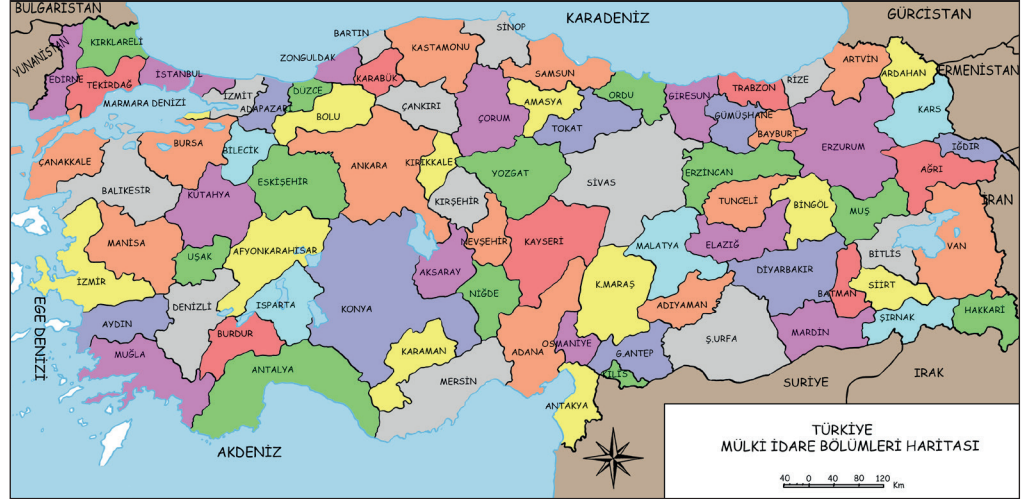 BULGARİSTAN
KARADENİZ
GÜRCİSTAN
YUNANİSTAN
KIRKLARELİ
EDİRNE
TEKİRDAĞ
İSTANBUL
MARMARA DENİZİ
İZMİT
ADAPAZARI
DÜZCE
ZONGULDAK
BARTIN
KARABÜK
KASTAMONU
SİNOP
SAMSUN
BOLU
ÇANKIRI
ÇORUM
AMASYA
TOKAT
ORDU
GİRESUN
TRABZON
GÜMÜŞHANE
BAYBURT
RİZE
ARTVİN
ARDAHAN
ERMENİSTAN
KARS
IĞDIR
AĞRI
ERZURUM
ERZİNCAN
ÇANAKKALE
BURSA
BİLECİK
BALIKESİR
KÜTAHYA
ESKİŞEHİR
ANKARA
KIRIKKALE
KIRŞEHİR
YOZGAT
SİVAS
TUNCELİ
BİNGÖL
MUŞ
İRAN
VAN
BİTLİS
MANİSA
UŞAK
AFYONKARAHİSAR
İZMİR
AKSARAY
NEVŞEHİR
KAYSERİ
MALATYA
ELAZIĞ
DİYARBAKIR
BATMAN
SİİRT
ŞIRNAK
HAKKARİ
EGE DENİZİ
AYDIN
DENİZLİ
ISPARTA
KONYA
NİĞDE
K.MARAŞ
ADIYAMAN
MARDİN
MUĞLA
BURDUR
ANTALYA
KARAMAN
MERSİN
ADANA
OSMANİYE
G.ANTEP
KİLİS
Ş.URFA
ANTAKYA
SURİYE
IRAK
AKDENİZ
TÜRKİYE
MÜLKİ İDARE BÖLÜMLERİ HARİTASI
40 0 40 80 120
Km